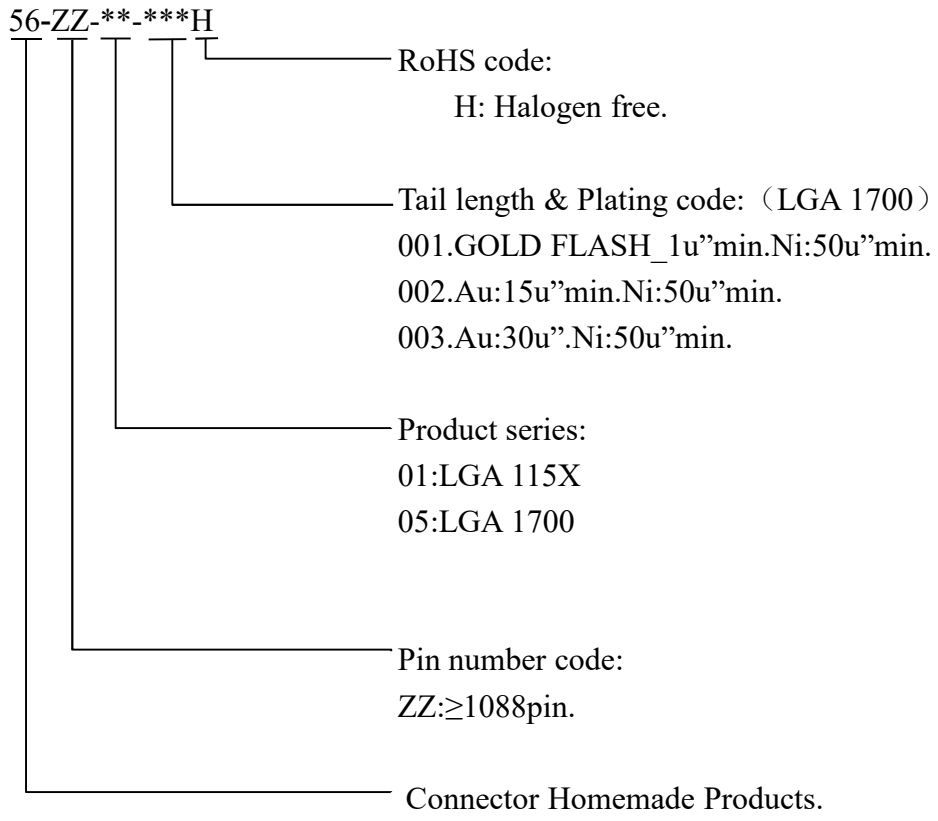 56-ZZ-**-***H
RoHS code:
H: Halogen free.
Tail length & Plating code:（LGA 1700）
001.GOLD FLASH_1u”min.Ni:50u”min.
002.Au:15u”min.Ni:50u”min.
003.Au:30u”.Ni:50u”min.
Product series:
01:LGA 115X
05:LGA 1700
Pin number code:
ZZ:≥1088pin.
Connector Homemade Products.